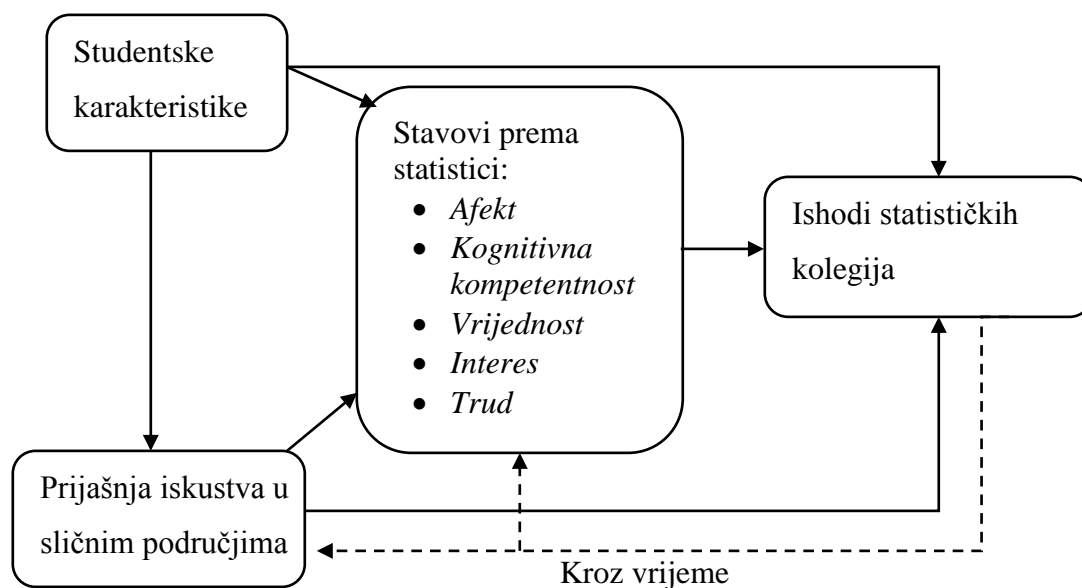 Studentske
karakteristike
Stavovi prema
statistici:
• Afekt
• Kognitivna
kompetentnost
• Vrijednost
• Interes
• Trud
Ishodi statističkih
kolegija
Prijašnja iskustva u
sličnim područjima
Kroz vrijeme